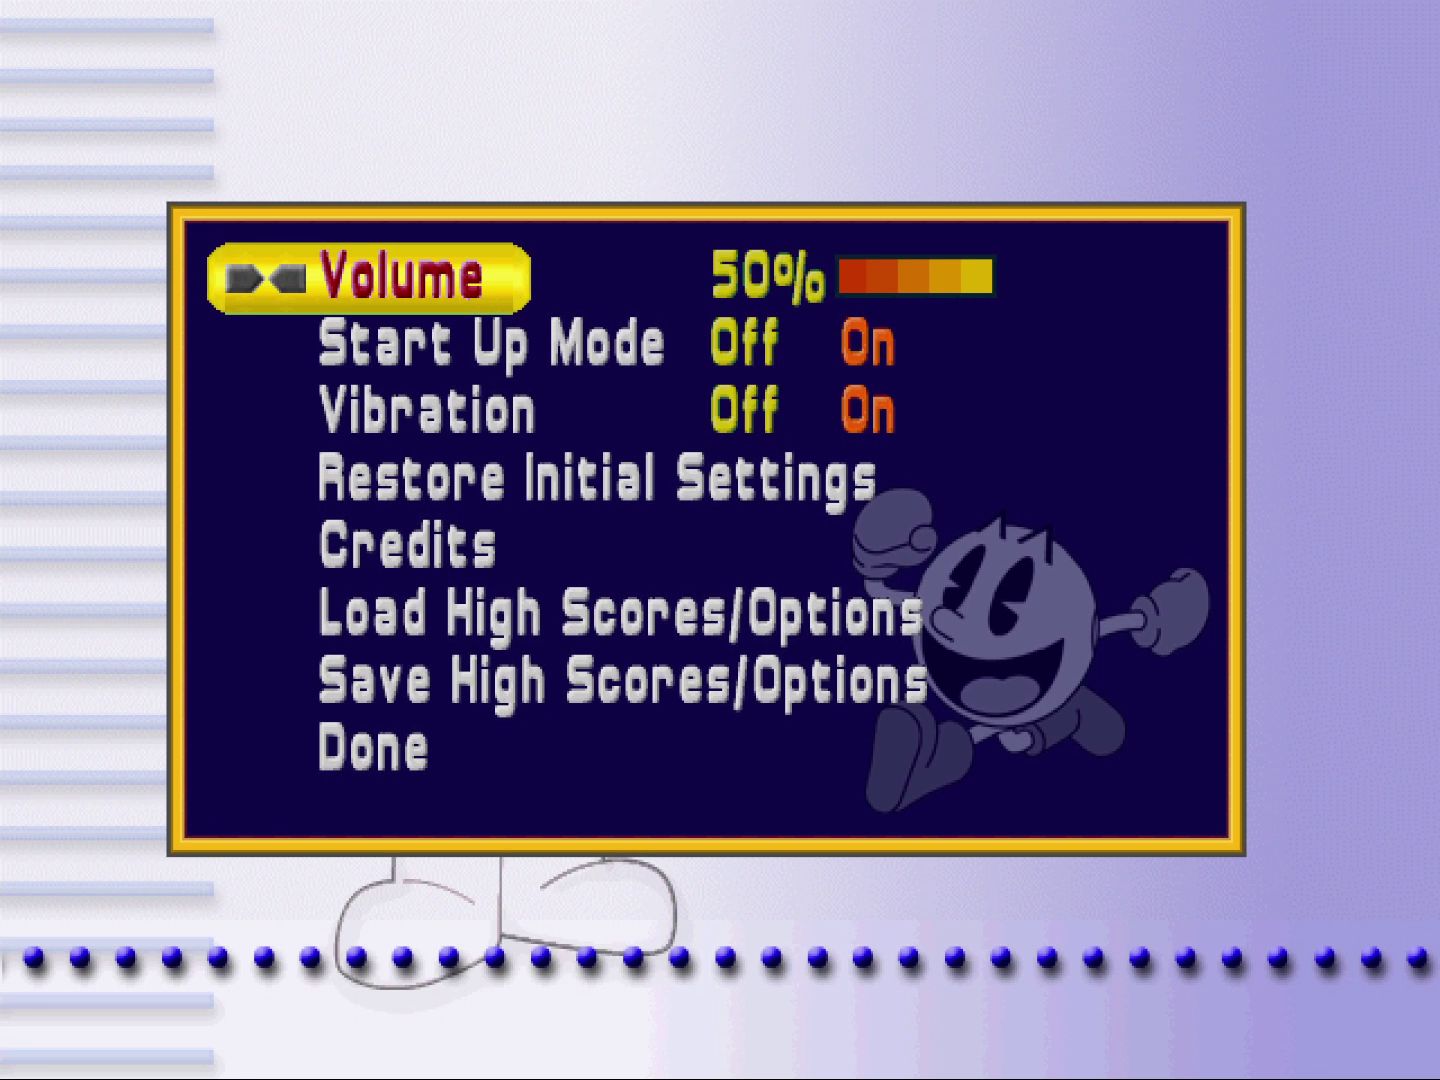 Volume 50%
Start Up Mode Off On
Vibration Off On
Restore Initial Settings
Credits
Load High Scores/Options
Save High Scores/Options
Done